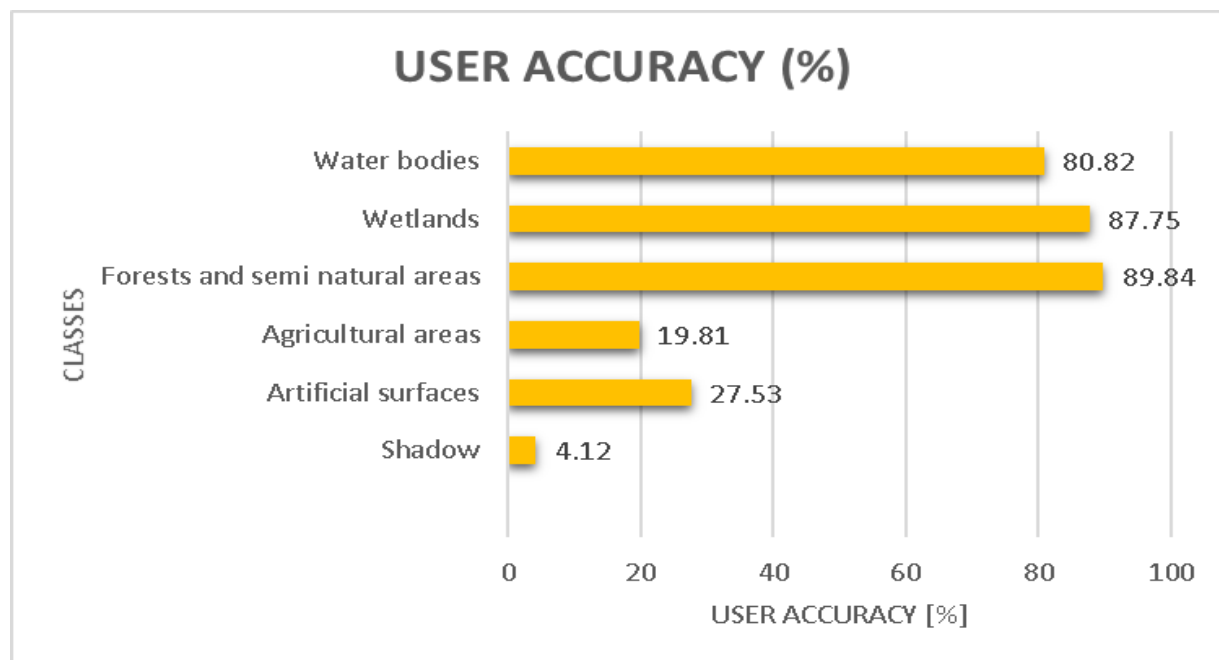 USER ACCURACY (%)
Water bodies 80.82
Wetlands 87.75
Forests and semi natural areas 89.84
Agricultural areas 19.81
Artificial surfaces 27.53
Shadow 4.12
CLASSES
0 20 40 60 80 100
USER ACCURACY [%]